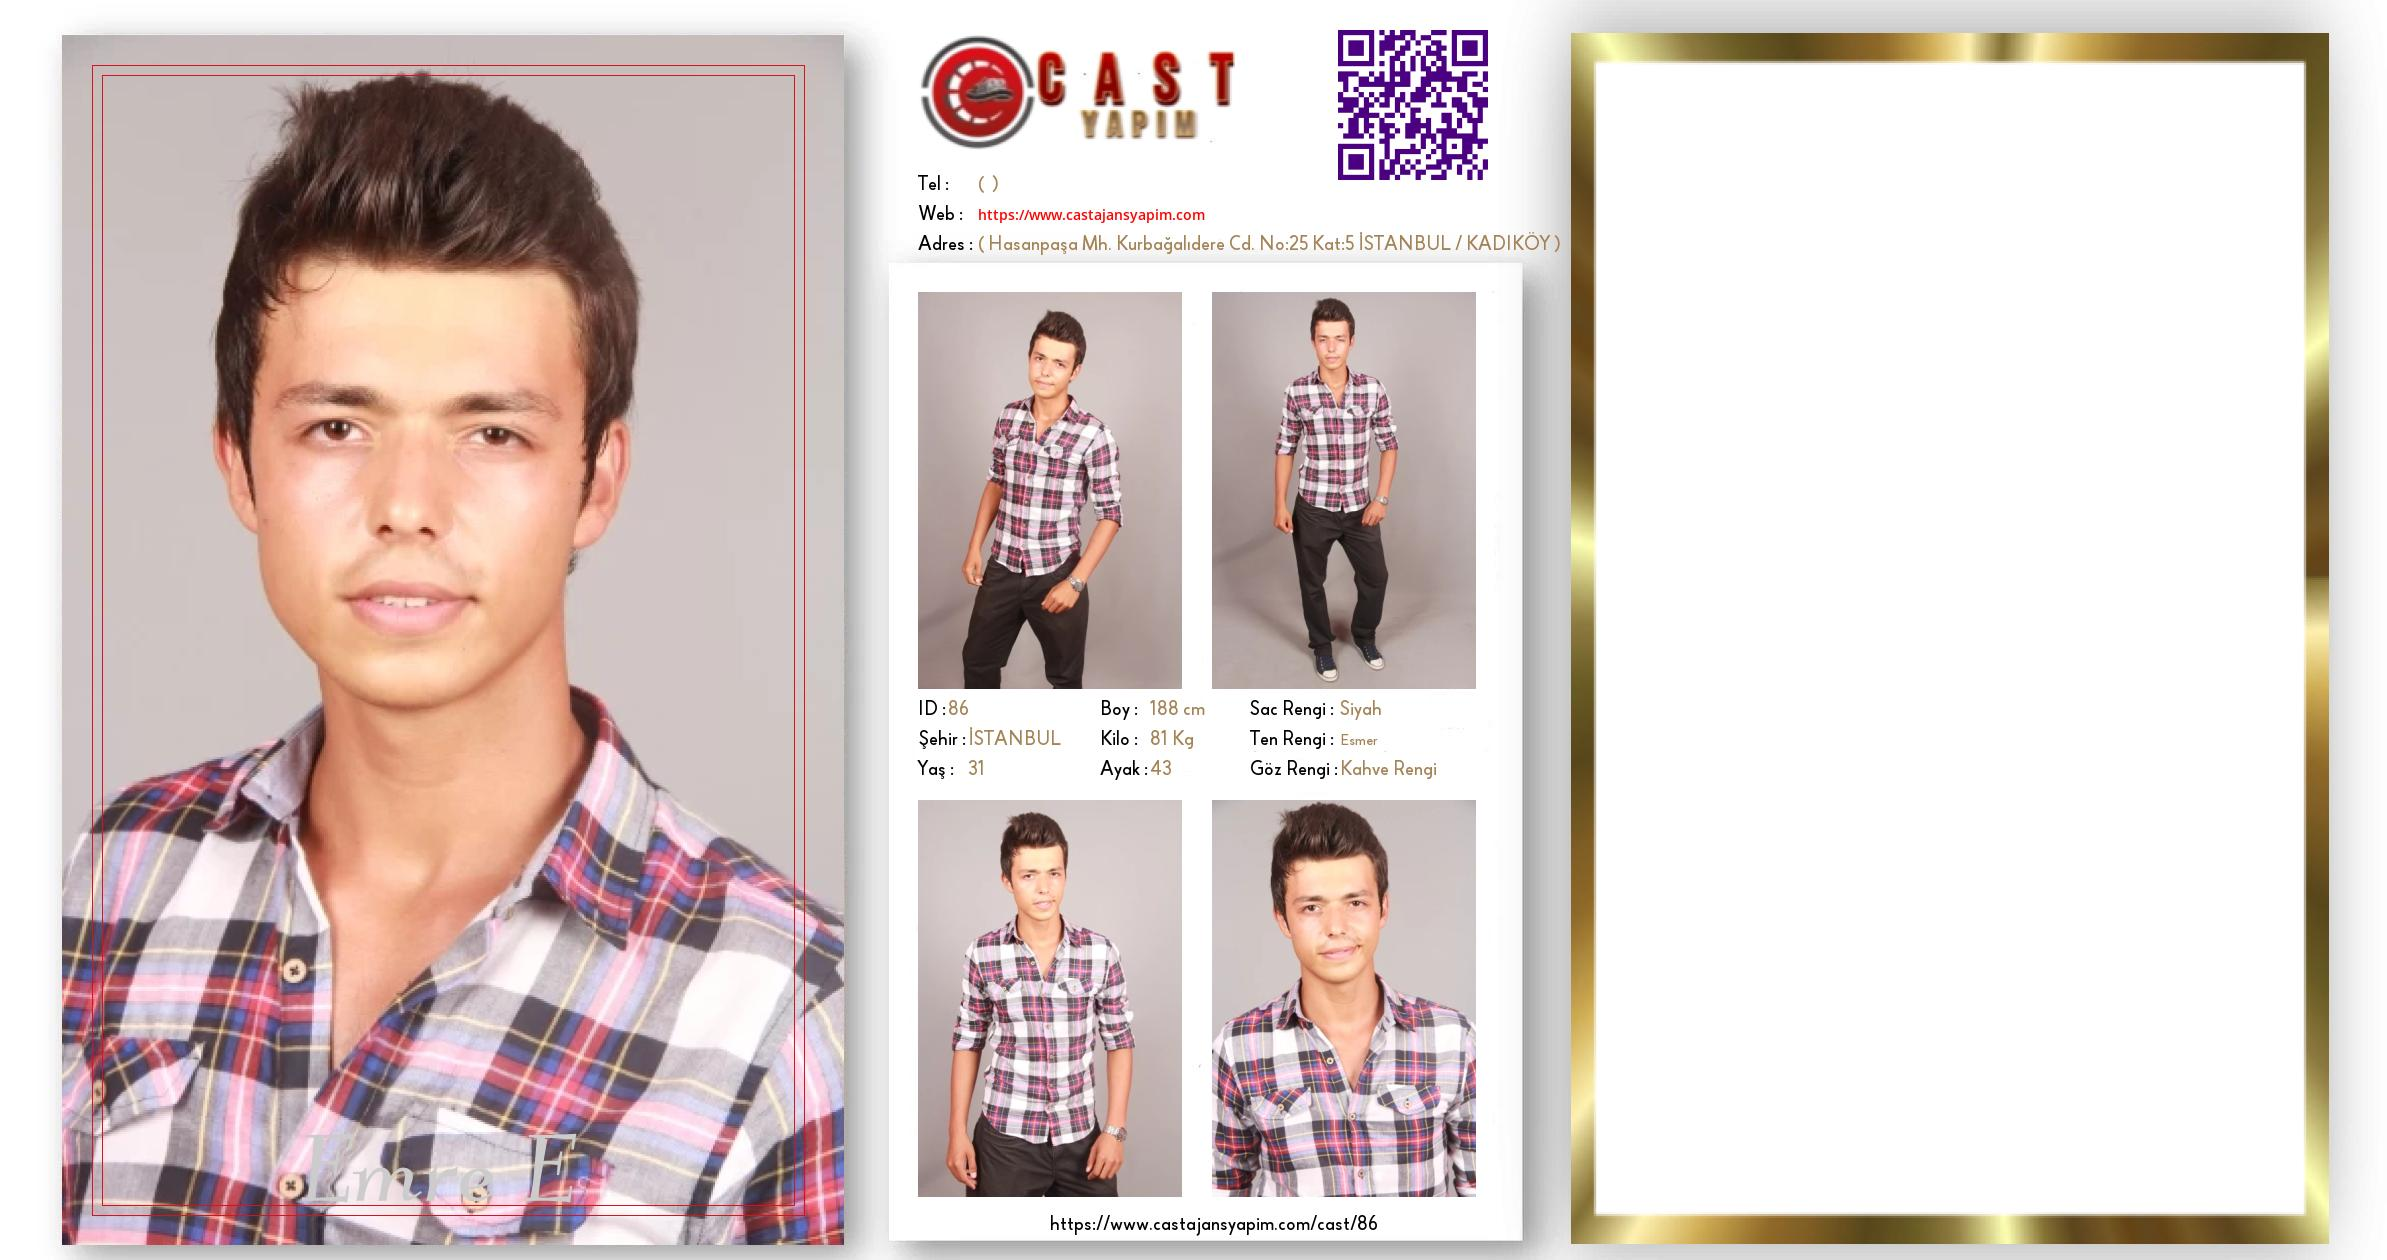 Emre E
CAST
YAPIM
Tel : ( )
Web : https://www.castajansyapim.com
Adres : ( Hasanpaşa Mh. Kurbağalıdere Cd. No:25 Kat:5 İSTANBUL / KADIKÖY )
ID : 86 Boy : 188 cm Sac Rengi : Siyah
Şehir : İSTANBUL Kilo : 81 Kg Ten Rengi : Esmer
Yaş : 31 Ayak : 43 Göz Rengi : Kahve Rengi
https://www.castajansyapim.com/cast/86